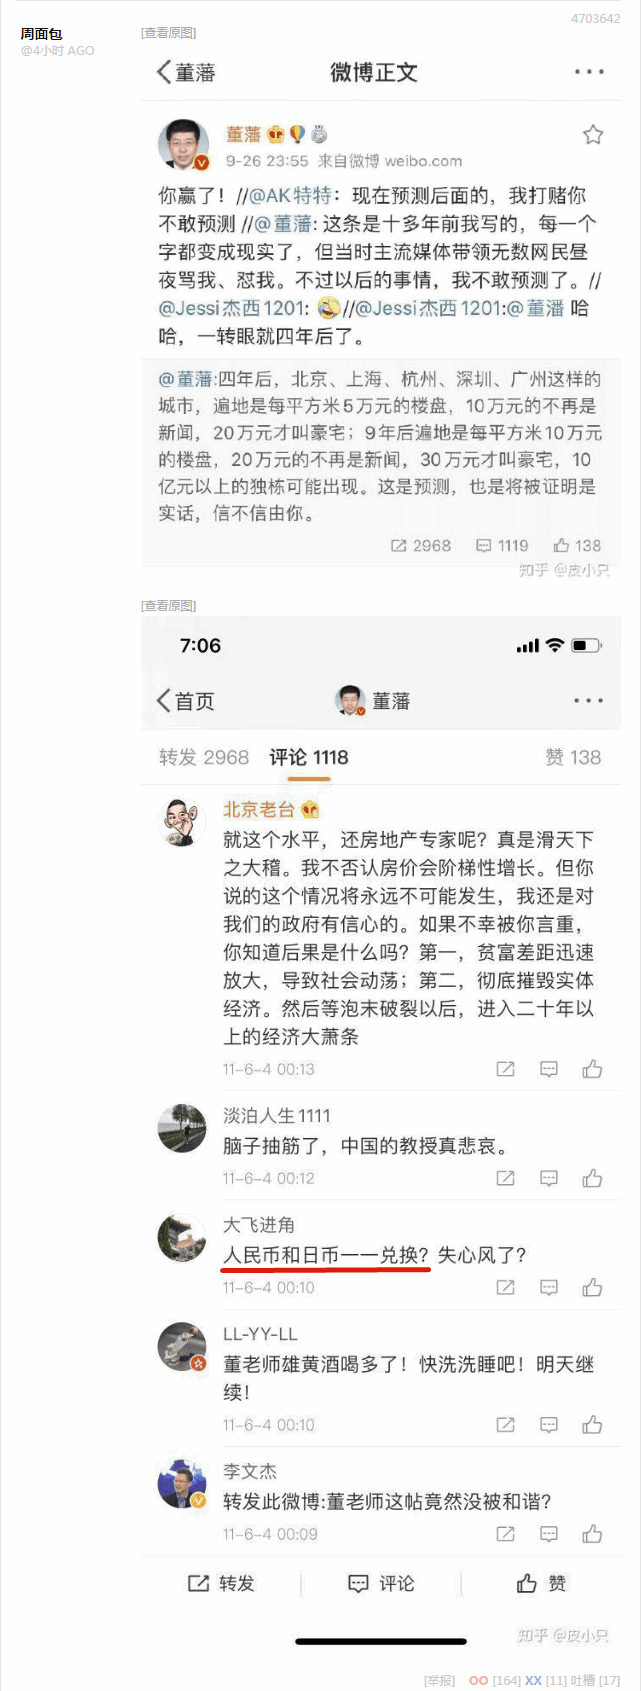 4703642
周面包
@4小时 AGO
[查看原图]
董藩
微博正文
董藩
9-26 23:55 来自微博 weibo.com
你赢了！//@AK特特：现在预测后面的，我打赌你
不敢预测 //@董藩: 这条是十多年前我写的，每一个
字都变成现实了，但当时主流媒体带领无数网民昼
夜骂我、怼我。不过以后的事情，我不敢预测了。//
@Jessi杰西1201: //@Jessi杰西1201:@董潘 哈
哈，一转眼就四年后了。
@董藩:四年后，北京、上海、杭州、深圳、广州这样的
城市，遍地是每平方米5万元的楼盘，10万元的不再是
新闻，20万元才叫豪宅；9年后遍地是每平方米10万元
的楼盘，20万元的不再是新闻，30万元才叫豪宅，10
亿元以上的独栋可能出现。这是预测，也是将被证明是
实话，信不信由你。
2968 1119 138
知乎 @皮小只
[查看原图]
7:06
首页
董藩
转发 2968 评论 1118 赞 138
北京老台
就这个水平，还房地产专家呢？真是滑天下
之大稽。我不否认房价会阶梯性增长。但你
说的这个情况将永远不可能发生，我还是对
我们的政府有信心的。如果不幸被你言重，
你知道后果是什么吗？第一，贫富差距迅速
放大，导致社会动荡；第二，彻底摧毁实体
经济。然后等泡末破裂以后，进入二十年以
上的经济大萧条
11-6-4 00:13
淡泊人生1111
脑子抽筋了，中国的教授真悲哀。
11-6-4 00:12
大飞进角
人民币和日币一一兑换？失心风了？
11-6-4 00:10
LL-YY-LL
董老师雄黄酒喝多了！快洗洗睡吧！明天继
续！
11-6-4 00:10
李文杰
转发此微博:董老师这帖竟然没被和谐？
11-6-4 00:09
转发 评论 赞
知乎 @皮小只
[举报] OO [164] XX [11] 吐槽 [17]